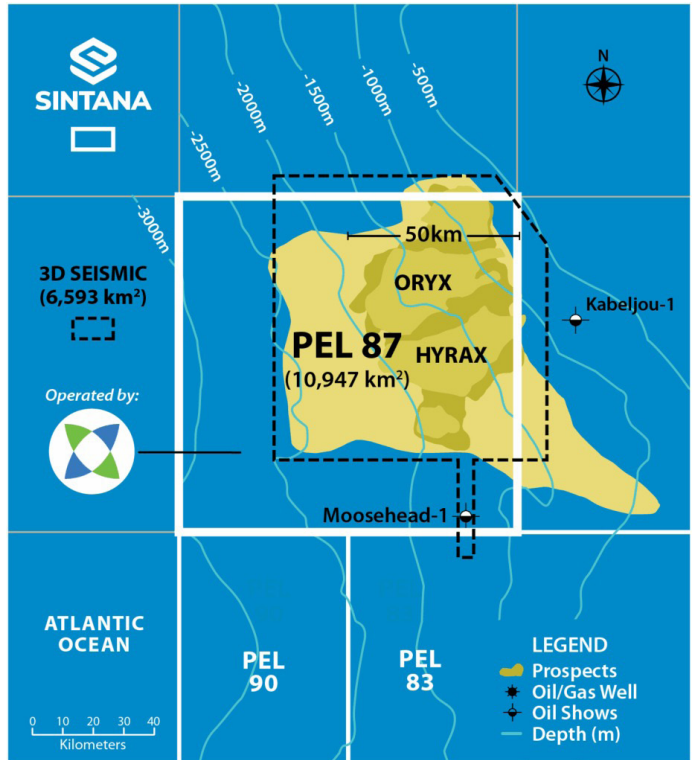 SINTANA
-3000m
-2500m
-2000m
-1500m
-1000m
-500m
N
3D SEISMIC
(6,593 km²)
50km
ORYX
Kabeljou-1
PEL 87
HYRAX
(10,947 km²)
Operated by:
Moosehead-1
ATLANTIC
OCEAN
PEL
90
PEL
83
LEGEND
Prospects
Oil/Gas Well
Oil Shows
Depth (m)
0 10 20 30 40
Kilometers